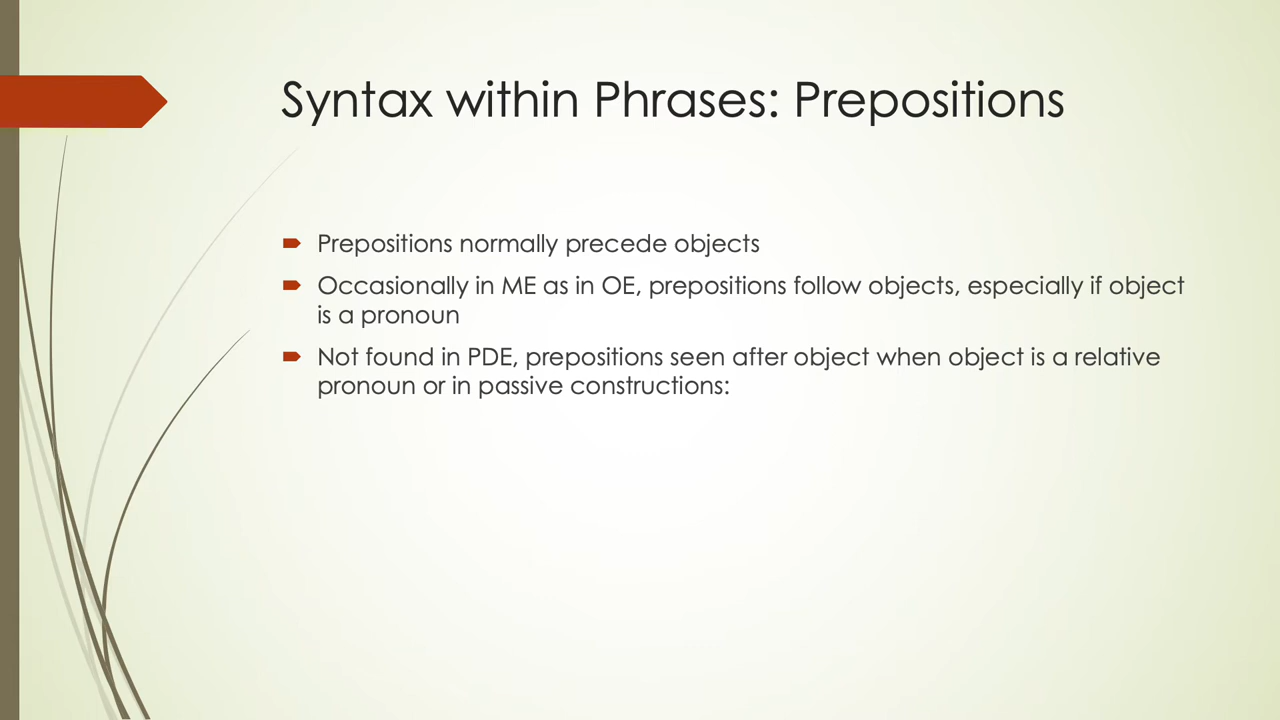 Syntax within Phrases: Prepositions
Prepositions normally precede objects
Occasionally in ME as in OE, prepositions follow objects, especially if object
is a pronoun
Not found in PDE, prepositions seen after object when object is a relative
pronoun or in passive constructions: